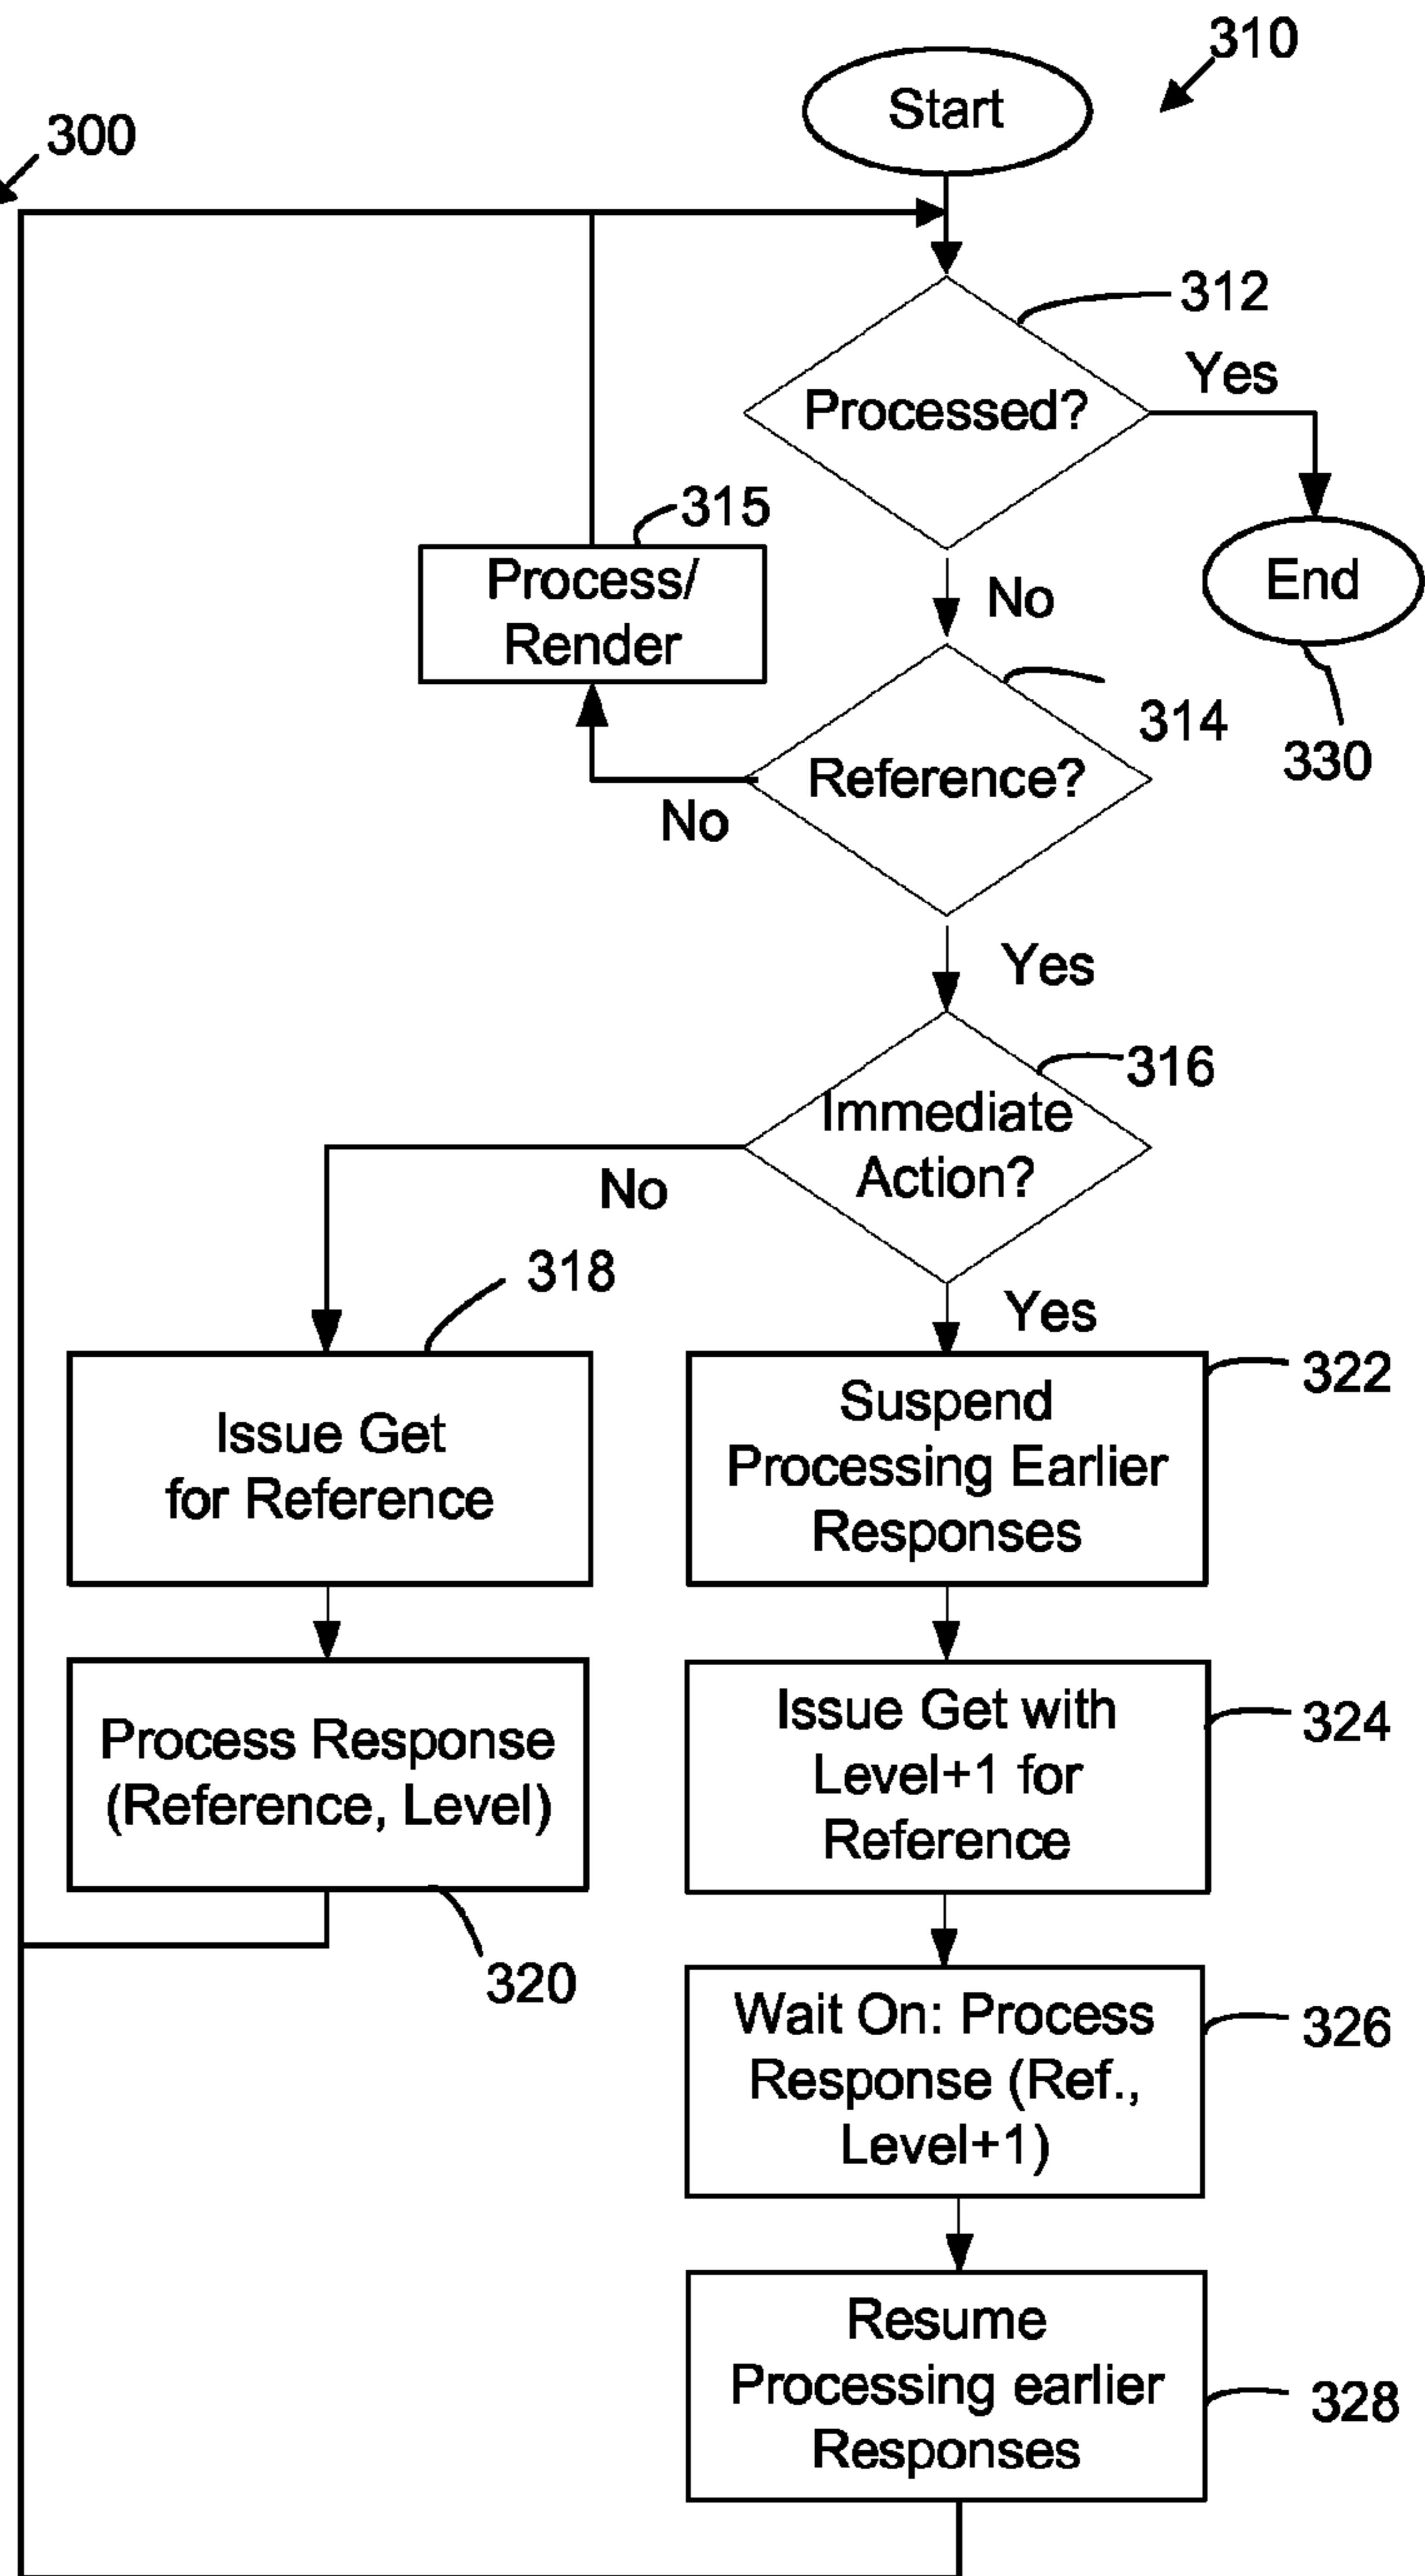 310
Start
300
312
Processed?
Yes
315
Process/
Render
No
End
314
Reference?
330
No
Yes
316
Immediate
Action?
No
318
Yes
322
Issue Get
for Reference
Suspend
Processing Earlier
Responses
Process Response
(Reference, Level)
320
Issue Get with
Level+1 for
Reference
324
Wait On: Process
Response (Ref.,
Level+1)
326
Resume
Processing earlier
Responses
328